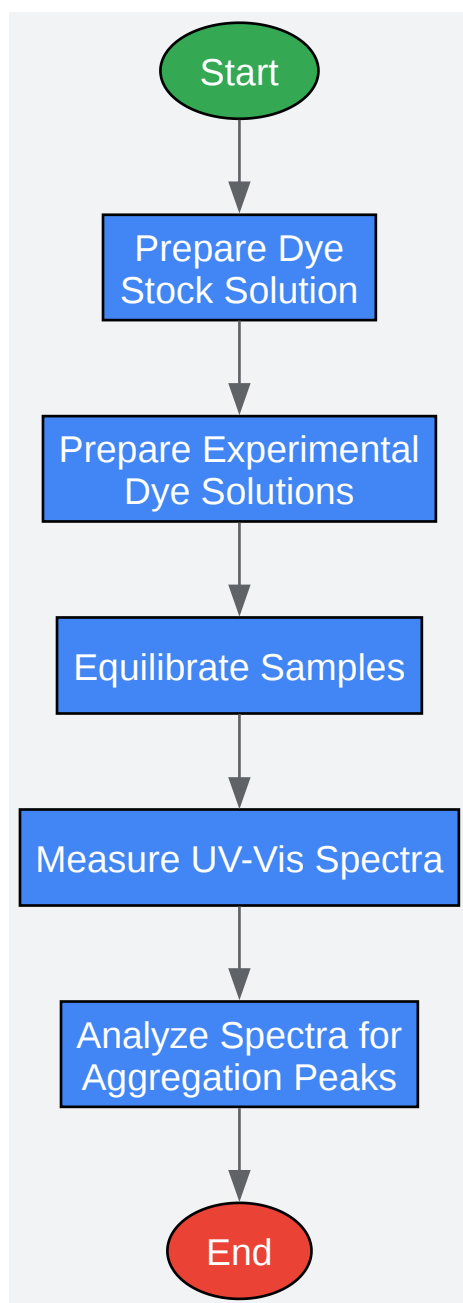 Start
Prepare Dye
Stock Solution
Prepare Experimental
Dye Solutions
Equilibrate Samples
Measure UV-Vis Spectra
Analyze Spectra for
Aggregation Peaks
End